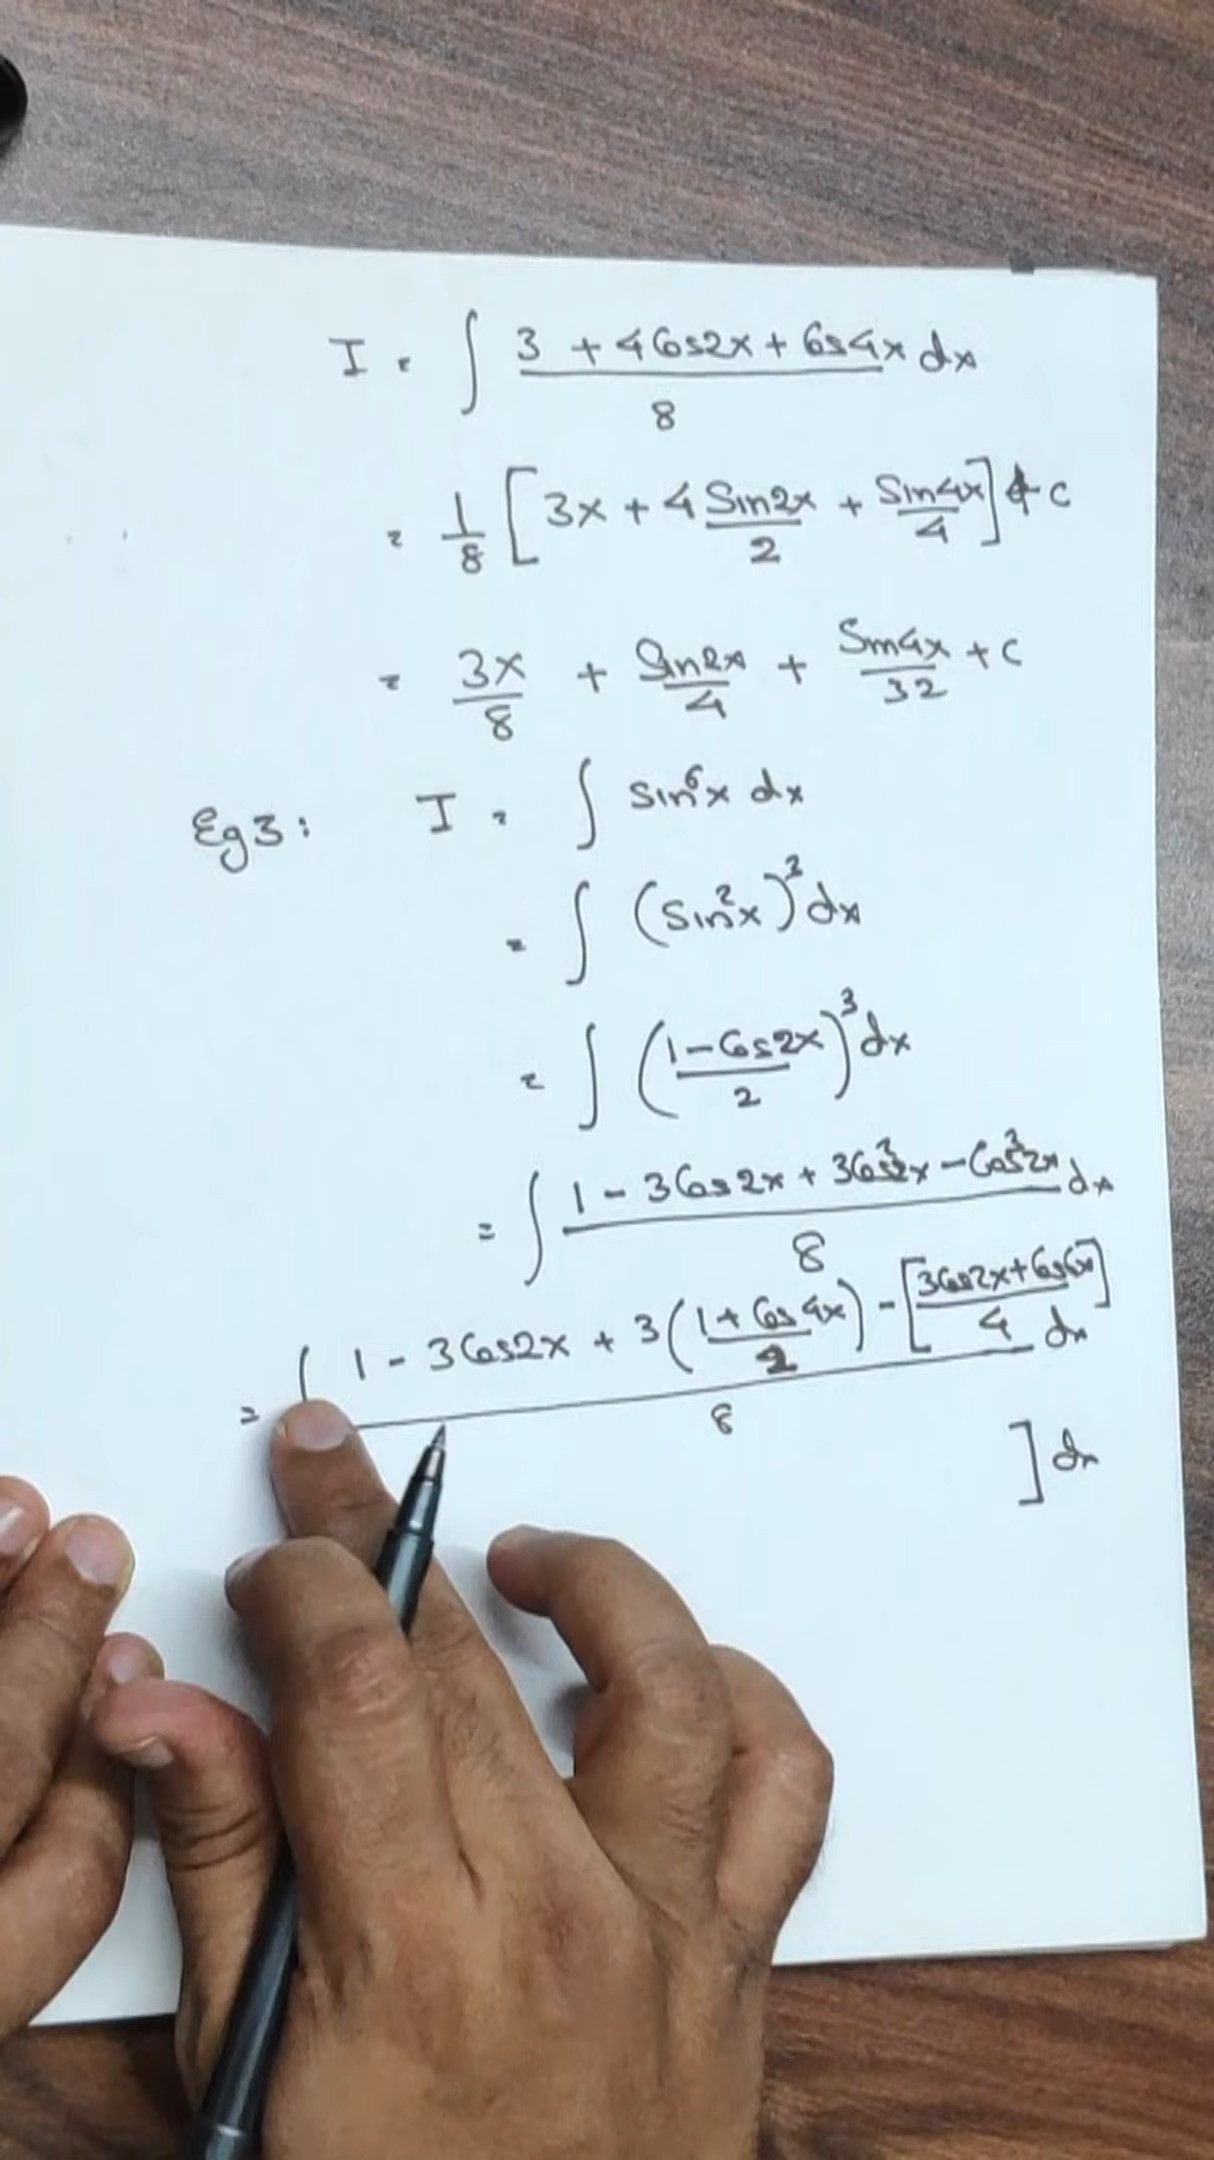 I = ∫ (3 + 4Cos2x + Cos4x)/8 dx
= 1/8 [3x + 4 Sin2x/2 + Sin4x/4] + c
= 3x/8 + Sin2x/4 + Sin4x/32 + c
Eg3: I = ∫ sin⁶x dx
= ∫ (sin²x)³ dx
= ∫ ((1-Cos2x)/2)³ dx
= ∫ (1 - 3Cos2x + 3Cos²2x - Cos³2x)/8 dx
= ∫ (1 - 3Cos2x + 3((1+Cos4x)/2) - [(3Cos2x+Cos6x)/4] dx)/8
] dx